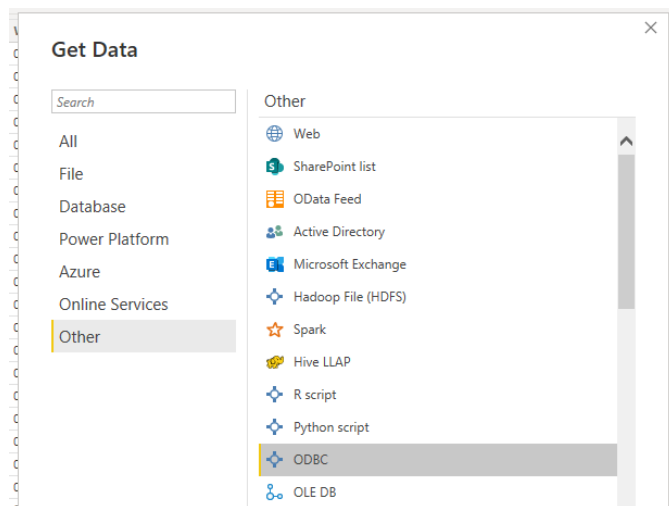 Get Data
Search
All
File
Database
Power Platform
Azure
Online Services
Other
Other
Web
SharePoint list
OData Feed
Active Directory
Microsoft Exchange
Hadoop File (HDFS)
Spark
Hive LLAP
R script
Python script
ODBC
OLE DB